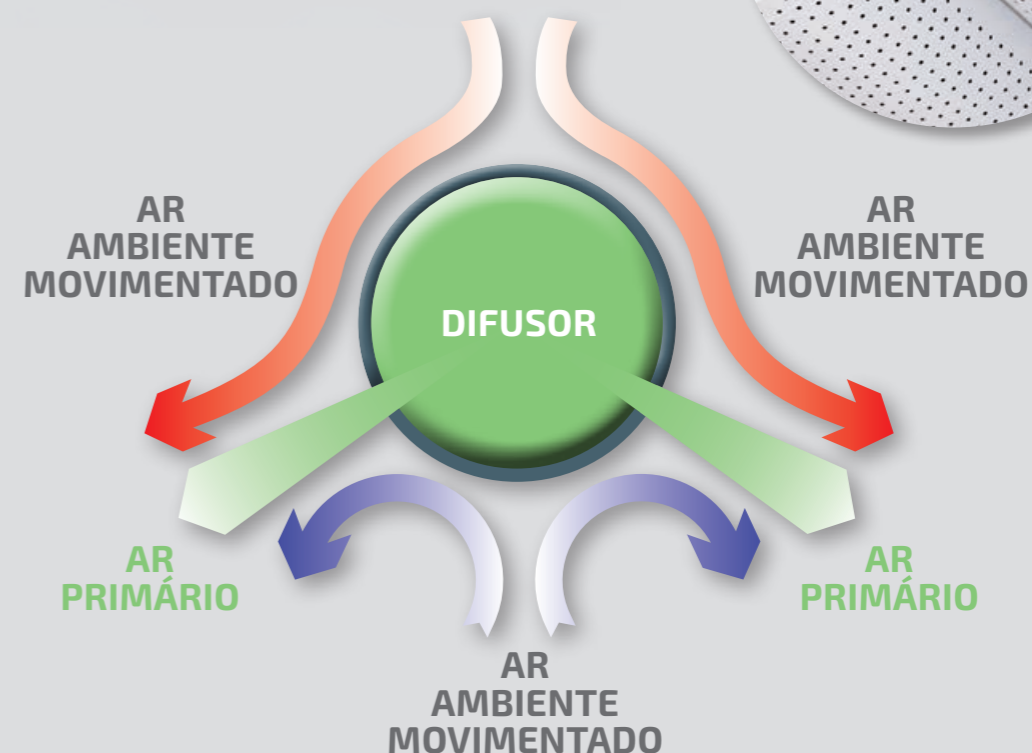 AR
AMBIENTE
MOVIMENTADO
AR
AMBIENTE
MOVIMENTADO
DIFUSOR
AR
PRIMÁRIO
AR
PRIMÁRIO
AR
AMBIENTE
MOVIMENTADO